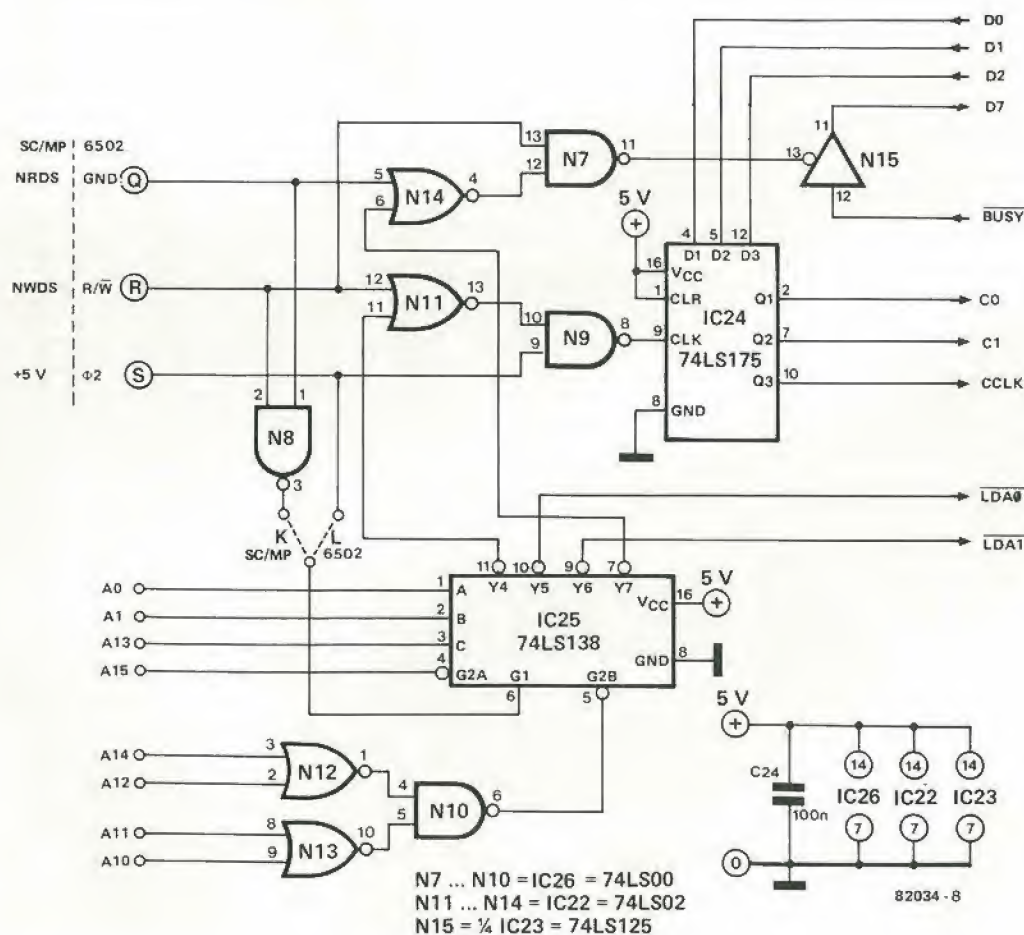 D0
D1
D2
D7
BUSY
SC/MP 6502
NRDS GND Q
NWDS R/W̅ R
+5 V Φ2 S
5
6
N14
4
13
12
N7
11
11
13
N15
12
12
11
N11
13
10
9
N9
8
5 V
+
4 5 12
D1 D2 D3
16 VCC
1 CLR
IC24
9 CLK
74LS175
8 GND
Q1 2
Q2 7
Q3 10
C0
C1
CCLK
LDA0
LDA1
2 1
N8
3
K L
SC/MP 6502
11 10 9 7
Y4 Y5 Y6 Y7
A0 1 A
A1 2 B
A13 3 C
A15 4 G2A
IC25
74LS138
VCC 16
5 V
+
GND 8
G1 G2B
6 5
A14 3
A12 2
N12 1
A11 8
A10 9
N13 10
4
5
N10 6
5 V
+
C24
100n
14 14 14
IC26 IC22 IC23
7 7 7
0
N7 ... N10 = IC26 = 74LS00
N11 ... N14 = IC22 = 74LS02
N15 = ¼ IC23 = 74LS125
82034 - 8